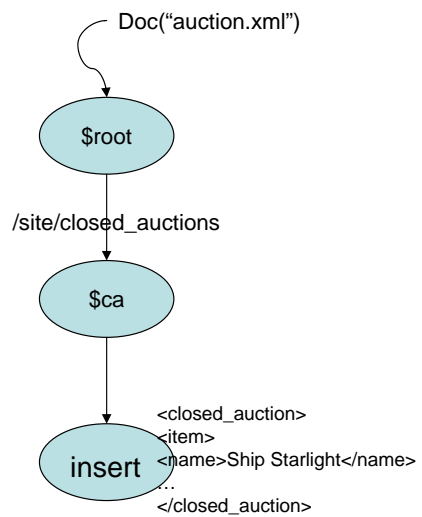 Doc(“auction.xml”)
$root
/site/closed_auctions
$ca
insert
<closed_auction>
<item>
<name>Ship Starlight</name>
…
</closed_auction>